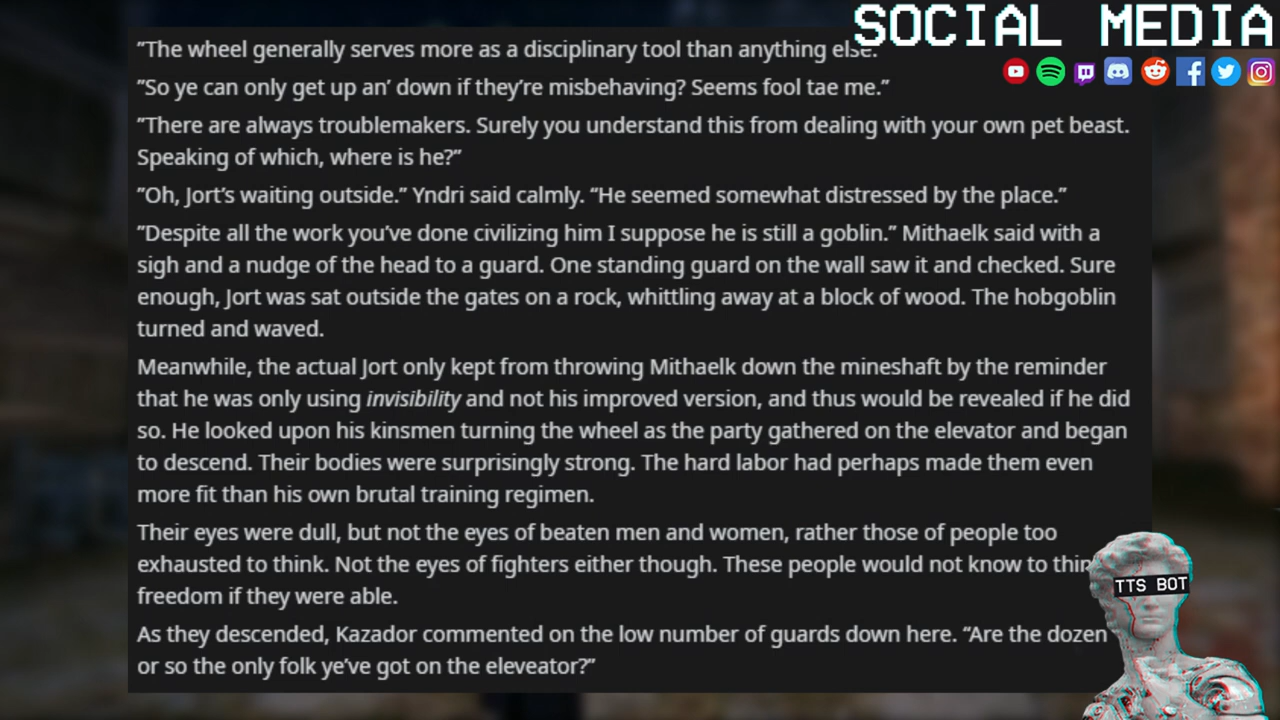 SOCIAL MEDIA
"The wheel generally serves more as a disciplinary tool than anything else."
"So ye can only get up an' down if they're misbehaving? Seems fool tae me."
"There are always troublemakers. Surely you understand this from dealing with your own pet beast.
Speaking of which, where is he?"
"Oh, Jort's waiting outside." Yndri said calmly. "He seemed somewhat distressed by the place."
"Despite all the work you've done civilizing him I suppose he is still a goblin." Mithaelk said with a
sigh and a nudge of the head to a guard. One standing guard on the wall saw it and checked. Sure
enough, Jort was sat outside the gates on a rock, whittling away at a block of wood. The hobgoblin
turned and waved.
Meanwhile, the actual Jort only kept from throwing Mithaelk down the mineshaft by the reminder
that he was only using invisibility and not his improved version, and thus would be revealed if he did
so. He looked upon his kinsmen turning the wheel as the party gathered on the elevator and began
to descend. Their bodies were surprisingly strong. The hard labor had perhaps made them even
more fit than his own brutal training regimen.
Their eyes were dull, but not the eyes of beaten men and women, rather those of people too
exhausted to think. Not the eyes of fighters either though. These people would not know to
freedom if they were able.
As they descended, Kazador commented on the low number of guards down here. "Are the dozen
or so the only folk ye've got on the eleveator?"
TTS BOT